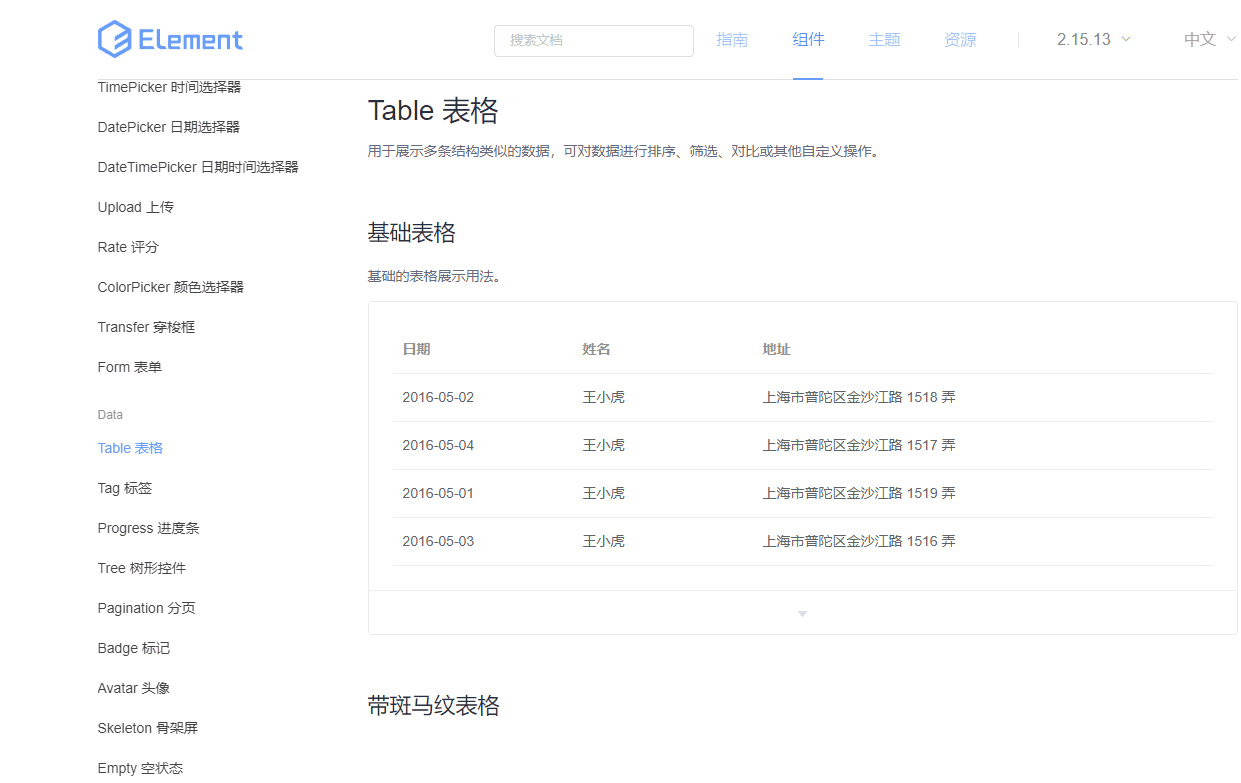 Element
搜索文档
指南
组件
主题
资源
2.15.13
中文
TimePicker 时间选择器
DatePicker 日期选择器
DateTimePicker 日期时间选择器
Upload 上传
Rate 评分
ColorPicker 颜色选择器
Transfer 穿梭框
Form 表单
Data
Table 表格
Tag 标签
Progress 进度条
Tree 树形控件
Pagination 分页
Badge 标记
Avatar 头像
Skeleton 骨架屏
Empty 空状态
Table 表格
用于展示多条结构类似的数据，可对数据进行排序、筛选、对比或其他自定义操作。
基础表格
基础的表格展示用法。
日期 姓名 地址
2016-05-02 王小虎 上海市普陀区金沙江路 1518 弄
2016-05-04 王小虎 上海市普陀区金沙江路 1517 弄
2016-05-01 王小虎 上海市普陀区金沙江路 1519 弄
2016-05-03 王小虎 上海市普陀区金沙江路 1516 弄
带斑马纹表格